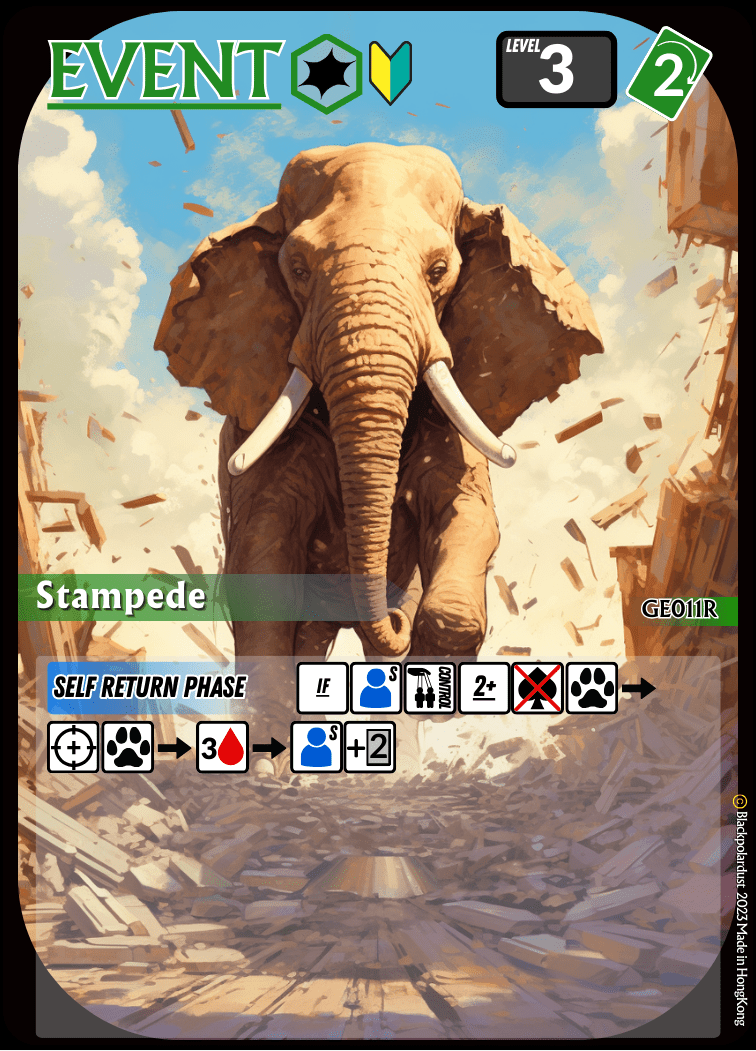 EVENT
LEVEL 3
2
Stampede
GE011R
SELF RETURN PHASE IF S CONTROL 2+
3 S +2
© Blackpolardust 2023 Made in HongKong